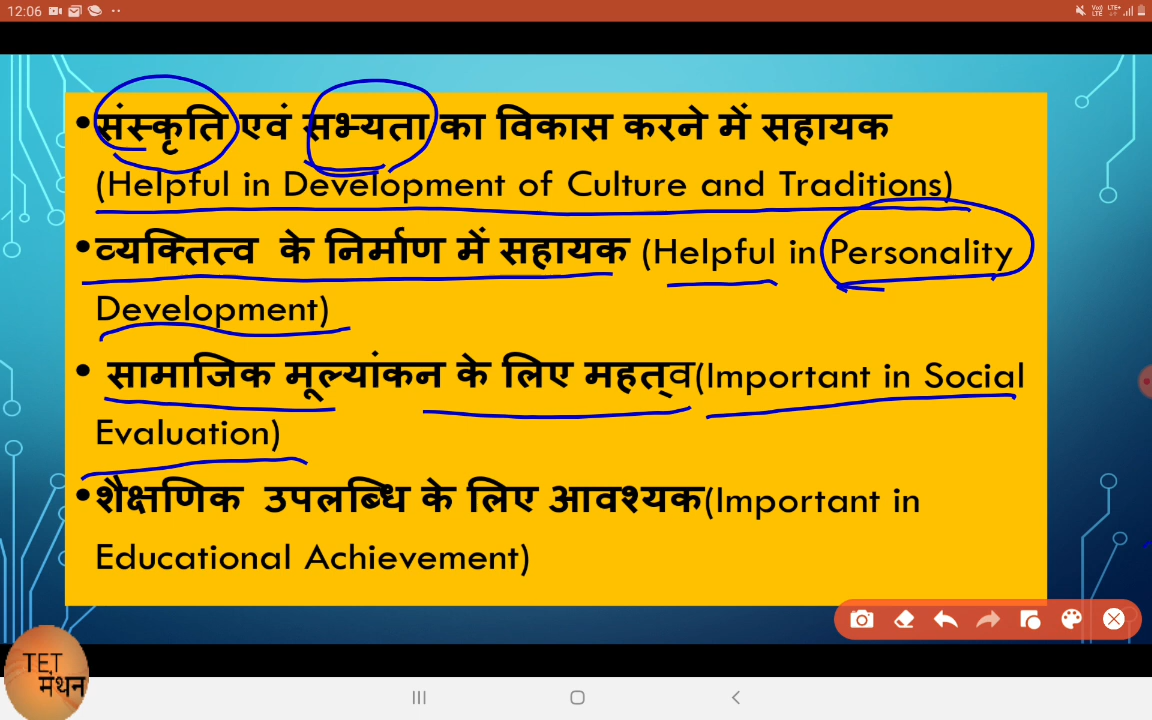 12:06
•संस्कृति एवं सभ्यता का विकास करने में सहायक
(Helpful in Development of Culture and Traditions)
•व्यक्तित्व के निर्माण में सहायक (Helpful in Personality
Development)
• सामाजिक मूल्यांकन के लिए महत्‌व(Important in Social
Evaluation)
•शैक्षणिक उपलब्धि के लिए आवश्यक(Important in
Educational Achievement)
TET
मंथन